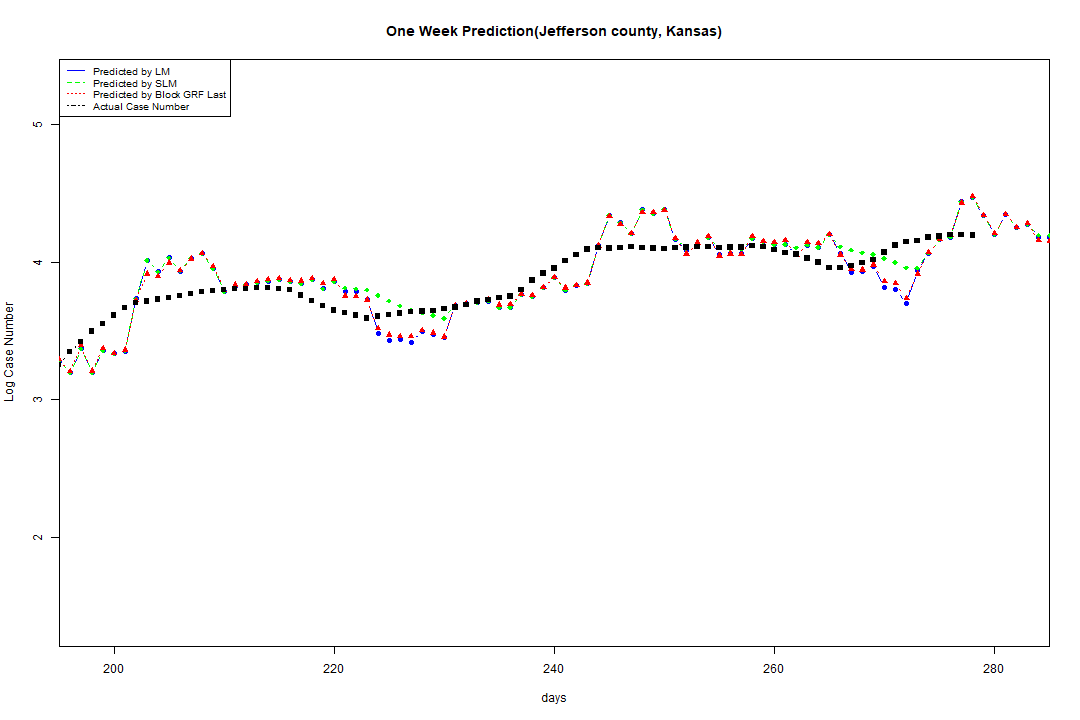 One Week Prediction(Jefferson county, Kansas)
Predicted by LM
Predicted by SLM
Predicted by Block GRF Last
Actual Case Number
5
4
3
2
Log Case Number
200 220 240 260 280
days